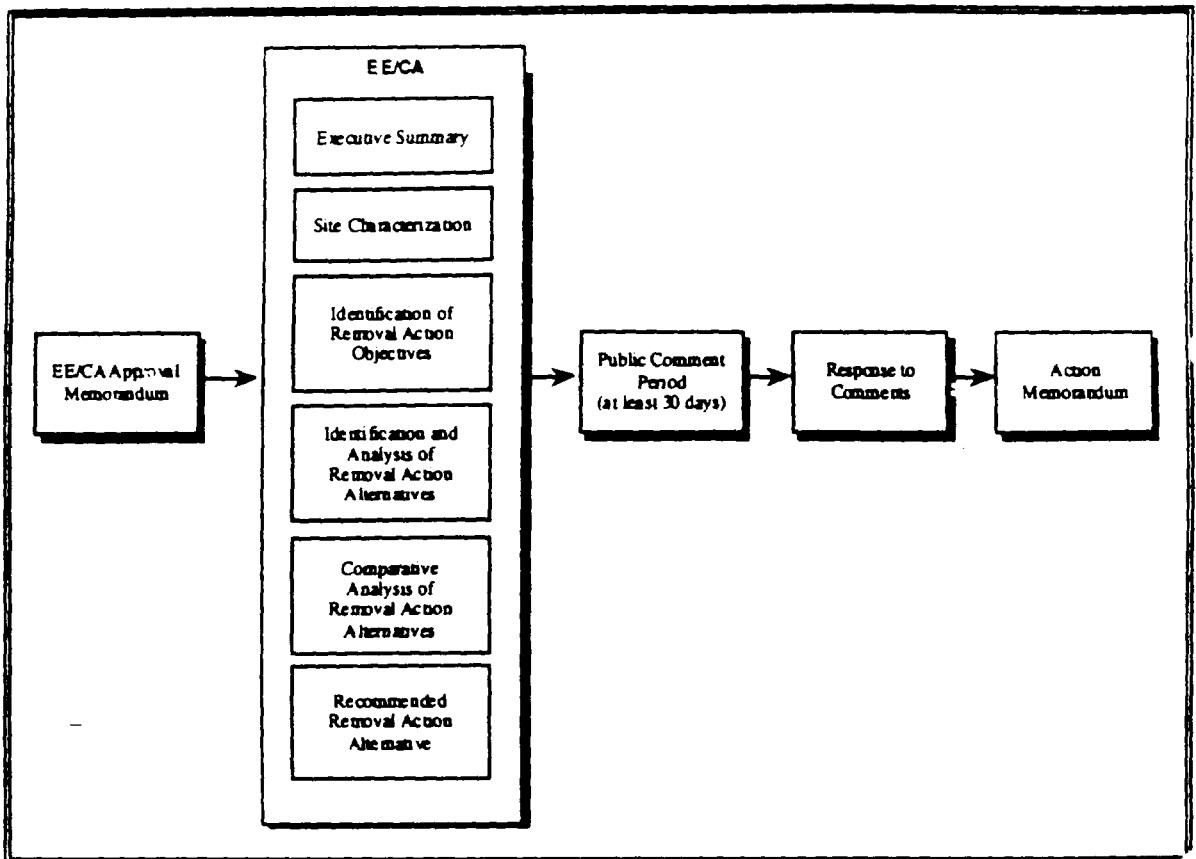 EE/CA Approval
Memorandum
EE/CA
Executive Summary
Site Characterization
Identification of
Removal Action
Objectives
Identification and
Analysis of
Removal Action
Alternatives
Comparative
Analysis of
Removal Action
Alternatives
Recommended
Removal Action
Alternative
Public Comment
Period
(at least 30 days)
Response to
Comments
Action
Memorandum